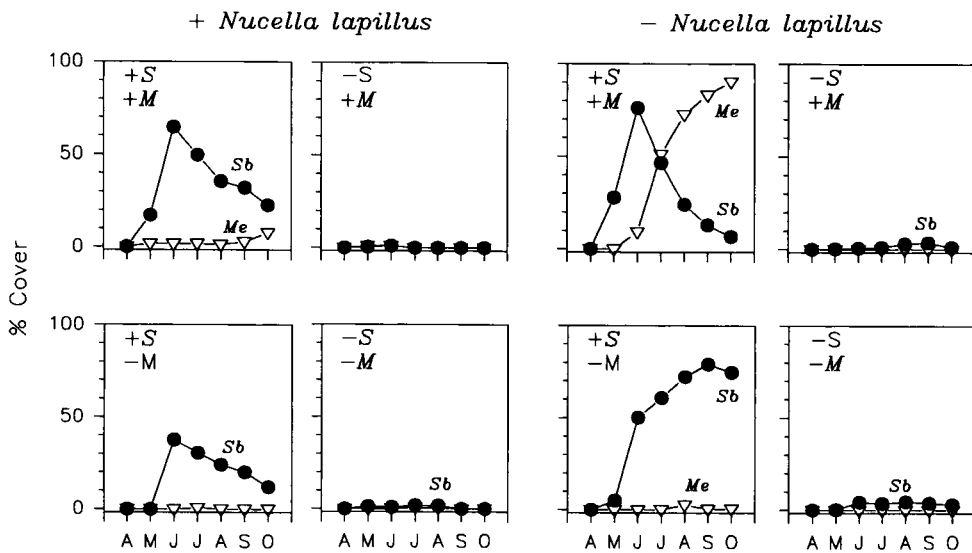 + Nucella lapillus
− Nucella lapillus
% Cover
100
50
0
+S
+M
Sb
Me
−S
+M
+S
+M
Me
Sb
−S
+M
Sb
100
50
0
+S
−M
Sb
−S
−M
Sb
+S
−M
Sb
Me
−S
−M
Sb
A M J J A S O
A M J J A S O
A M J J A S O
A M J J A S O